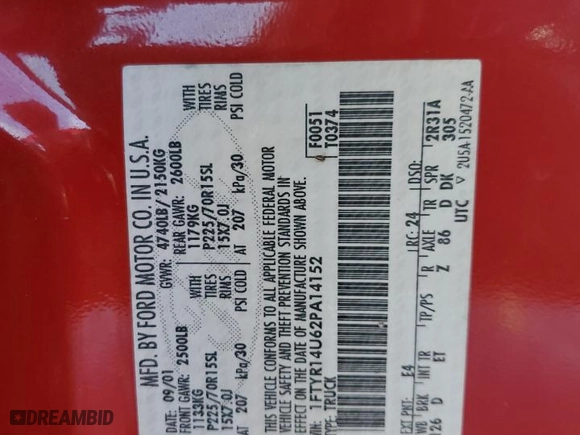 MFD. BY FORD MOTOR CO. IN U.S.A.
DATE: 09/01 GVWR: 4740LB/ 2150KG
FRONT GAWR: 2500LB REAR GAWR: 2600LB
1133KG WITH 1179KG WITH
P225/70R15SL TIRES P225/70R15SL TIRES
15X7.0J RIMS 15X7.0J RIMS
AT 207 kPa/30 PSI COLD AT 207 kPa/30 PSI COLD
THIS VEHICLE CONFORMS TO ALL APPLICABLE FEDERAL MOTOR
VEHICLE SAFETY AND THEFT PREVENTION STANDARDS IN
EFFECT ON THE DATE OF MANUFACTURE SHOWN ABOVE.
VIN: 1FTYR14U62PA14152 F0051
TYPE: TRUCK T0374
EXT PNT: E4 RC: 24 DSO:
WB BRK INT TR TP/PS R AXLE TR SPR 2R31A
126 D ET Z 86 D DK 305
UTC ▽ 2U5A-1520472-AA
DREAMBID